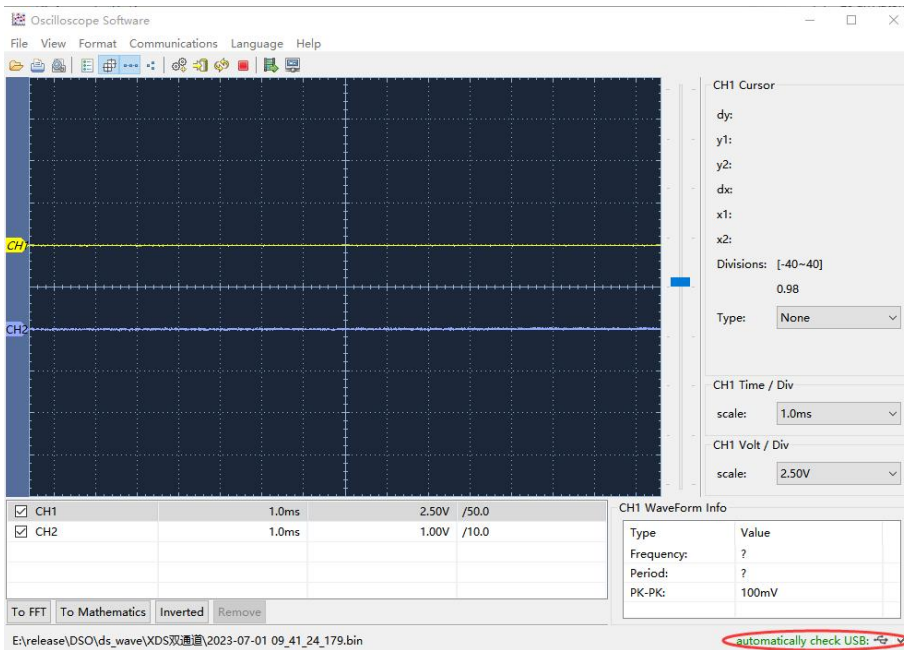 Oscilloscope Software
File View Format Communications Language Help
CH1 Cursor
dy:
y1:
y2:
dx:
x1:
x2:
Divisions: [-40~40]
0.98
Type: None
CH1 Time / Div
scale: 1.0ms
CH1 Volt / Div
scale: 2.50V
CH1
CH2
CH1 1.0ms 2.50V /50.0
CH2 1.0ms 1.00V /10.0
CH1 WaveForm Info
Type Value
Frequency: ?
Period: ?
PK-PK: 100mV
To FFT To Mathematics Inverted Remove
E:\release\DSO\ds_wave\XDS双通道\2023-07-01 09_41_24_179.bin
automatically check USB: